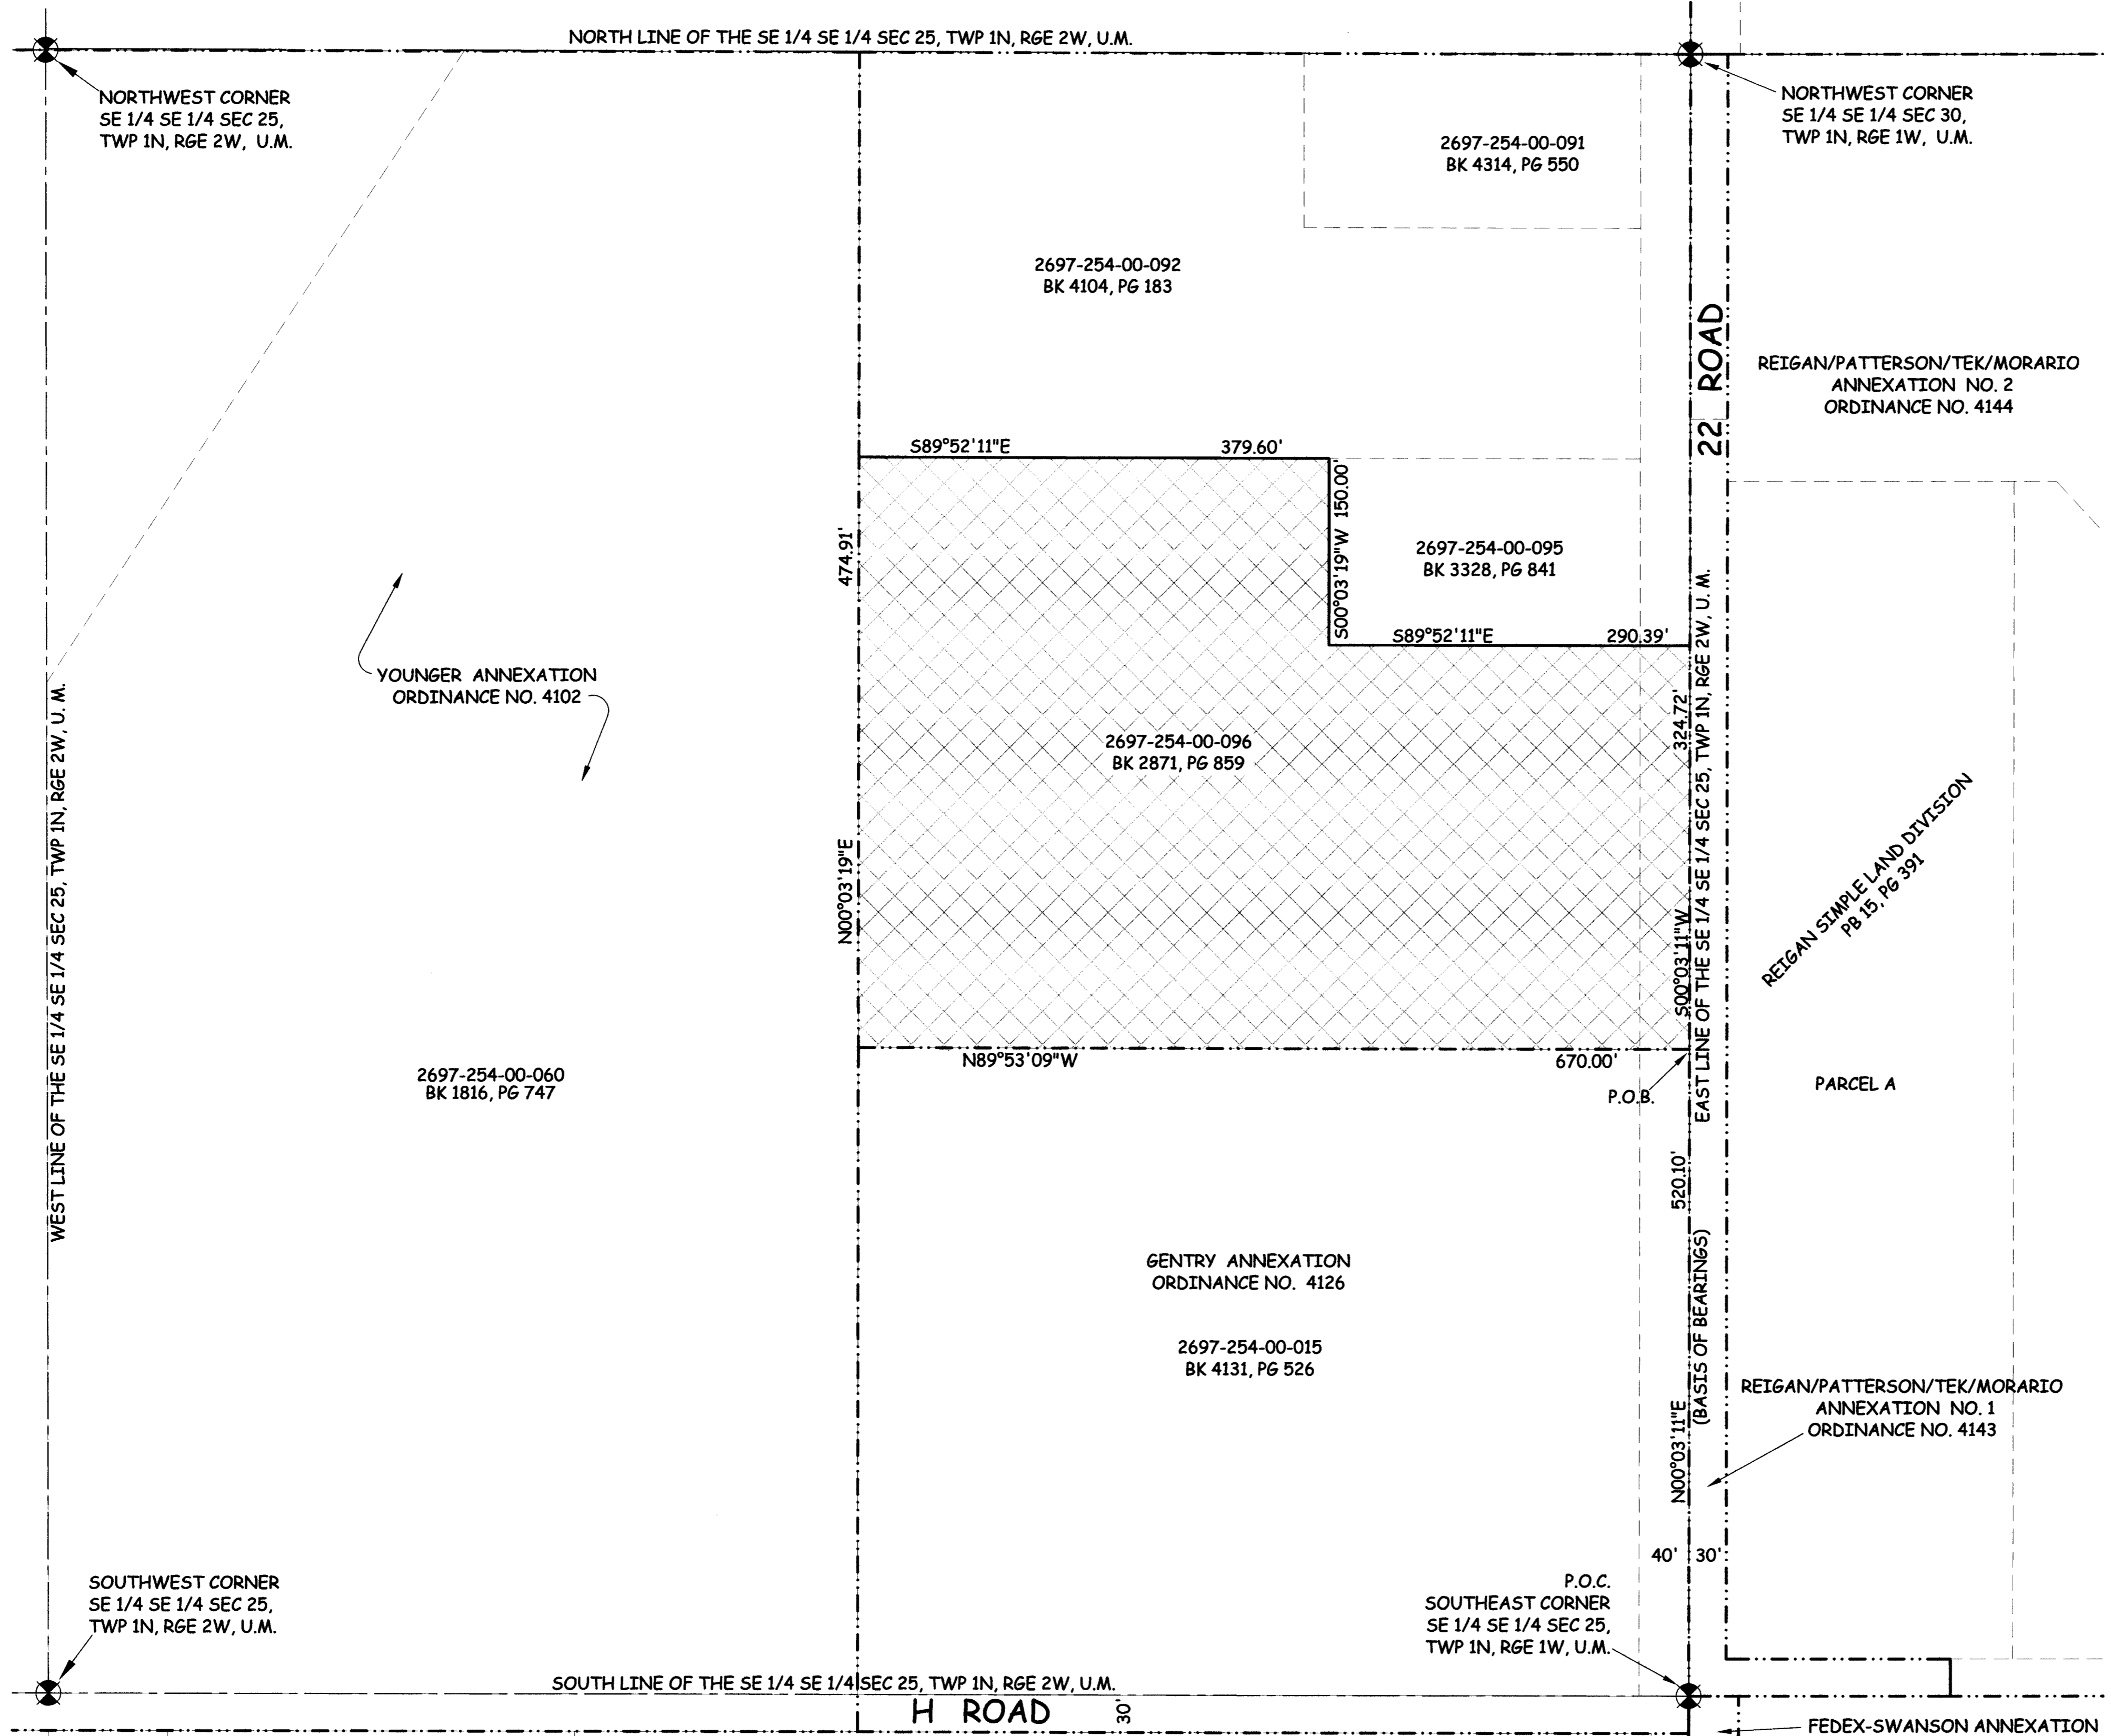 NORTH LINE OF THE SE 1/4 SE 1/4 SEC 25, TWP 1N, RGE 2W, U.M.
NORTHWEST CORNER
SE 1/4 SE 1/4 SEC 25,
TWP 1N, RGE 2W, U.M.
NORTHWEST CORNER
SE 1/4 SE 1/4 SEC 30,
TWP 1N, RGE 1W, U.M.
2697-254-00-091
BK 4314, PG 550
2697-254-00-092
BK 4104, PG 183
22 ROAD
REIGAN/PATTERSON/TEK/MORARIO
ANNEXATION NO. 2
ORDINANCE NO. 4144
S89°52'11"E
379.60'
S00°03'19"W 150.00'
474.91'
2697-254-00-095
BK 3328, PG 841
S89°52'11"E
290.39'
YOUNGER ANNEXATION
ORDINANCE NO. 4102
2697-254-00-096
BK 2871, PG 859
324.72'
EAST LINE OF THE SE 1/4 SE 1/4 SEC 25, TWP 1N, RGE 2W, U.M.
WEST LINE OF THE SE 1/4 SE 1/4 SEC 25, TWP 1N, RGE 2W, U. M.
N00°03'19"E
S00°03'11"W
REIGAN SIMPLE LAND DIVISION
PB 15, PG 391
N89°53'09"W
670.00'
P.O.B.
2697-254-00-060
BK 1816, PG 747
PARCEL A
520.10'
(BASIS OF BEARINGS)
GENTRY ANNEXATION
ORDINANCE NO. 4126
2697-254-00-015
BK 4131, PG 526
N00°03'11"E
REIGAN/PATTERSON/TEK/MORARIO
ANNEXATION NO. 1
ORDINANCE NO. 4143
40'
30'
SOUTHWEST CORNER
SE 1/4 SE 1/4 SEC 25,
TWP 1N, RGE 2W, U.M.
P.O.C.
SOUTHEAST CORNER
SE 1/4 SE 1/4 SEC 25,
TWP 1N, RGE 1W, U.M.
SOUTH LINE OF THE SE 1/4 SE 1/4 SEC 25, TWP 1N, RGE 2W, U.M.
H ROAD
30'
FEDEX-SWANSON ANNEXATION